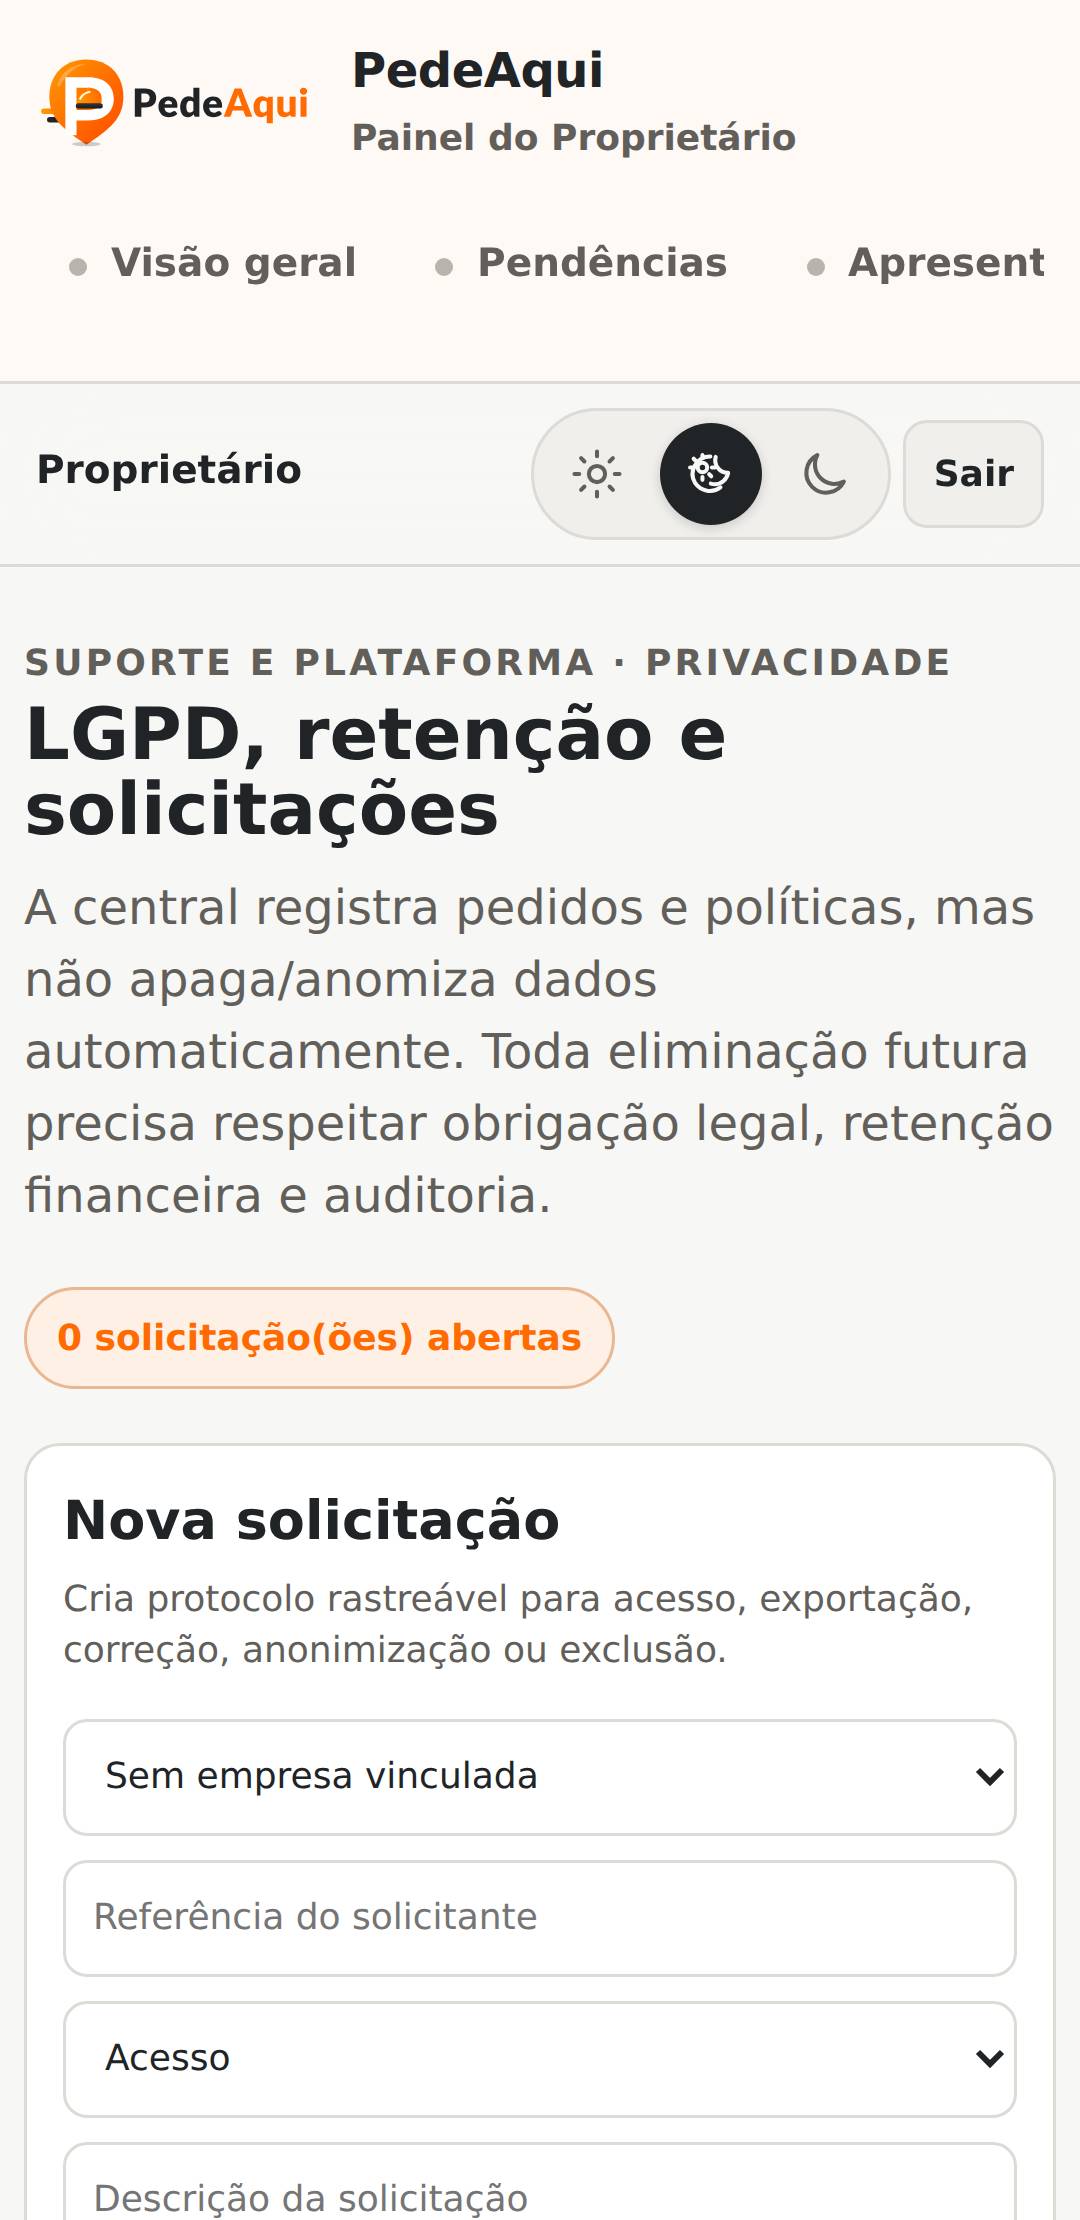 PedeAqui
PedeAqui
Painel do Proprietário
Visão geral
Pendências
Apresent
Proprietário
Sair
SUPORTE E PLATAFORMA · PRIVACIDADE
LGPD, retenção e
solicitações
A central registra pedidos e políticas, mas
não apaga/anomiza dados
automaticamente. Toda eliminação futura
precisa respeitar obrigação legal, retenção
financeira e auditoria.
0 solicitação(ões) abertas
Nova solicitação
Cria protocolo rastreável para acesso, exportação,
correção, anonimização ou exclusão.
Sem empresa vinculada
Referência do solicitante
Acesso
Descrição da solicitação